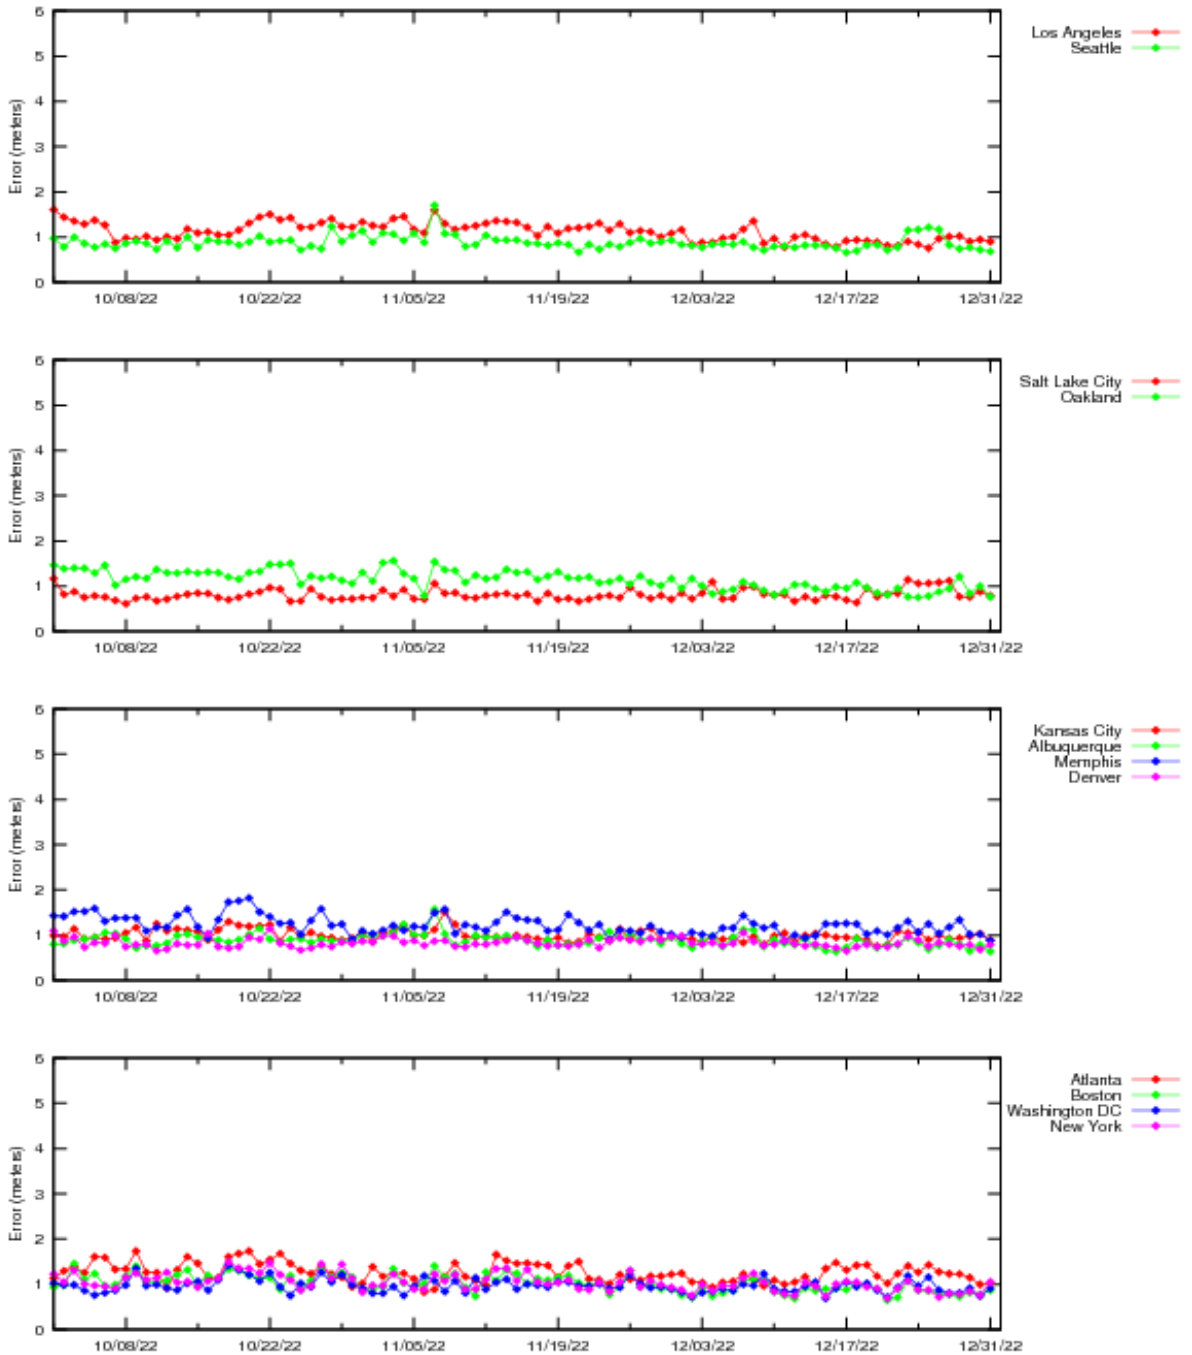 6
Los Angeles
Seattle
5
4
3
2
1
0
Error (meters)
10/08/22 10/22/22 11/05/22 11/19/22 12/03/22 12/17/22 12/31/22
6
Salt Lake City
Oakland
5
4
3
2
1
0
Error (meters)
10/08/22 10/22/22 11/05/22 11/19/22 12/03/22 12/17/22 12/31/22
6
Kansas City
Albuquerque
Memphis
Denver
5
4
3
2
1
0
Error (meters)
10/08/22 10/22/22 11/05/22 11/19/22 12/03/22 12/17/22 12/31/22
6
Atlanta
Boston
Washington DC
New York
5
4
3
2
1
0
Error (meters)
10/08/22 10/22/22 11/05/22 11/19/22 12/03/22 12/17/22 12/31/22